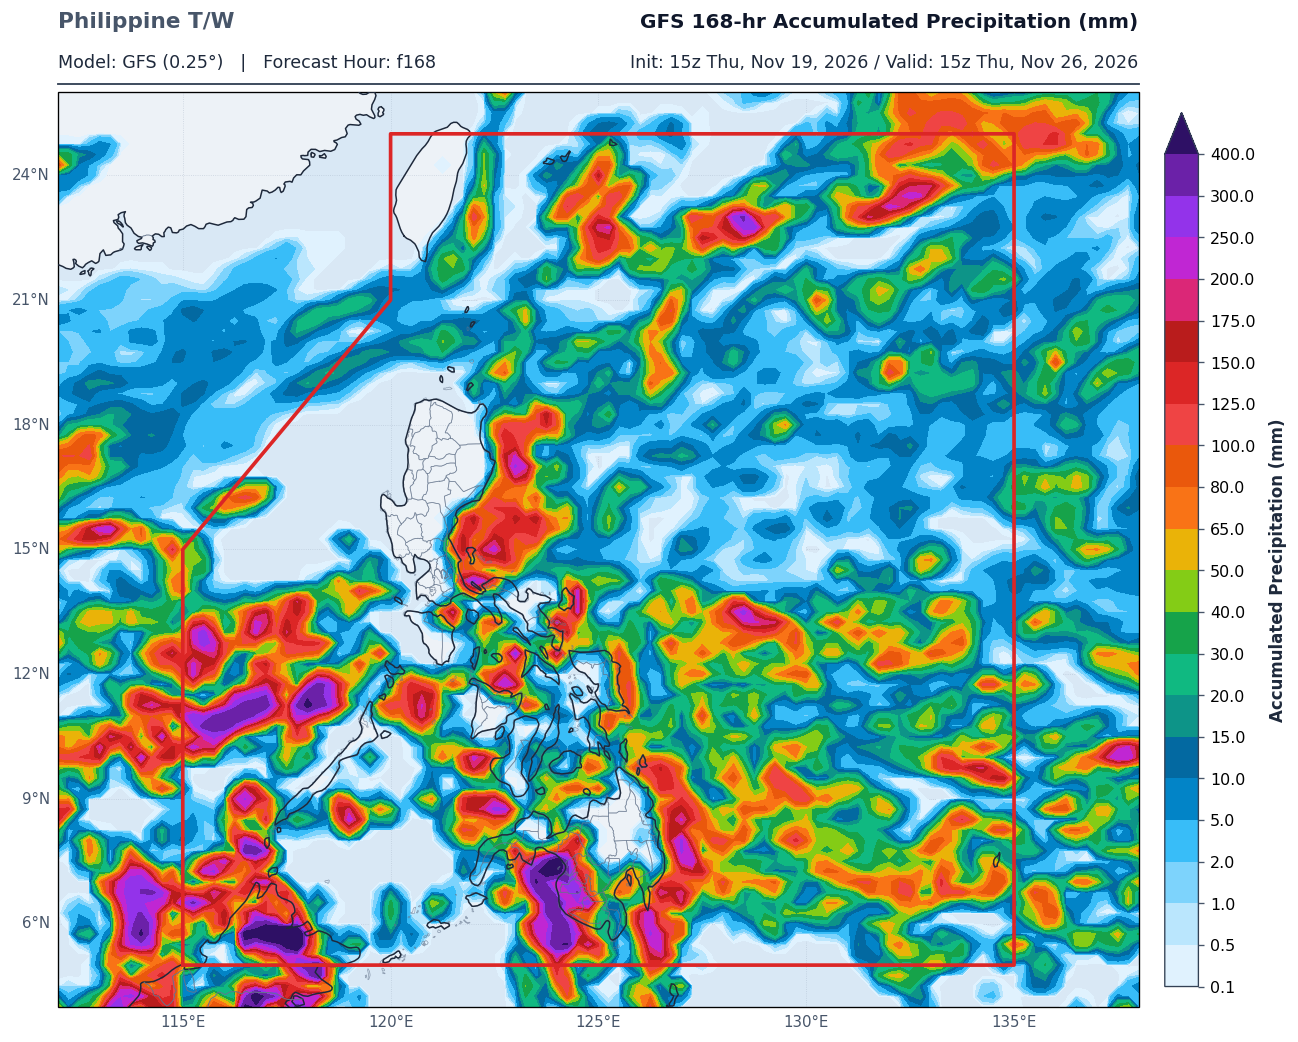 Philippine T/W
GFS 168-hr Accumulated Precipitation (mm)
Model: GFS (0.25°) | Forecast Hour: f168
Init: 15z Thu, Nov 19, 2026 / Valid: 15z Thu, Nov 26, 2026
24°N
21°N
18°N
15°N
12°N
9°N
6°N
115°E
120°E
125°E
130°E
135°E
400.0
300.0
250.0
200.0
175.0
150.0
125.0
100.0
80.0
65.0
50.0
40.0
30.0
20.0
15.0
10.0
5.0
2.0
1.0
0.5
0.1
Accumulated Precipitation (mm)